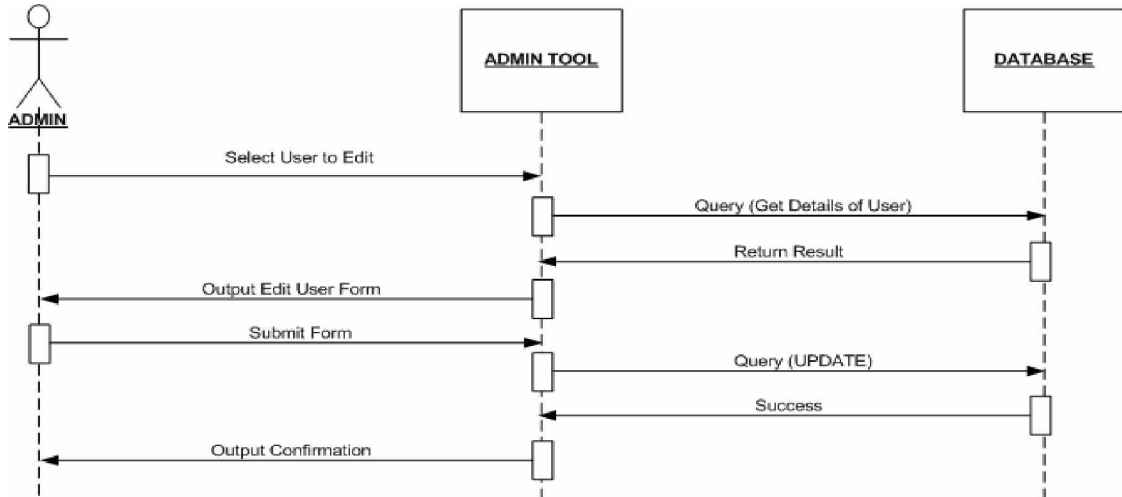 ADMIN
ADMIN TOOL
DATABASE
Select User to Edit
Query (Get Details of User)
Return Result
Output Edit User Form
Submit Form
Query (UPDATE)
Success
Output Confirmation